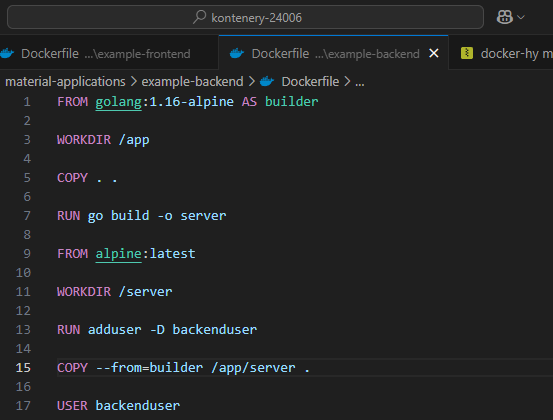 kontenery-24006
Dockerfile ...\example-frontend
Dockerfile ...\example-backend
docker-hy m
material-applications > example-backend > Dockerfile > ...
1 FROM golang:1.16-alpine AS builder
2
3 WORKDIR /app
4
5 COPY . .
6
7 RUN go build -o server
8
9 FROM alpine:latest
10
11 WORKDIR /server
12
13 RUN adduser -D backenduser
14
15 COPY --from=builder /app/server .
16
17 USER backenduser